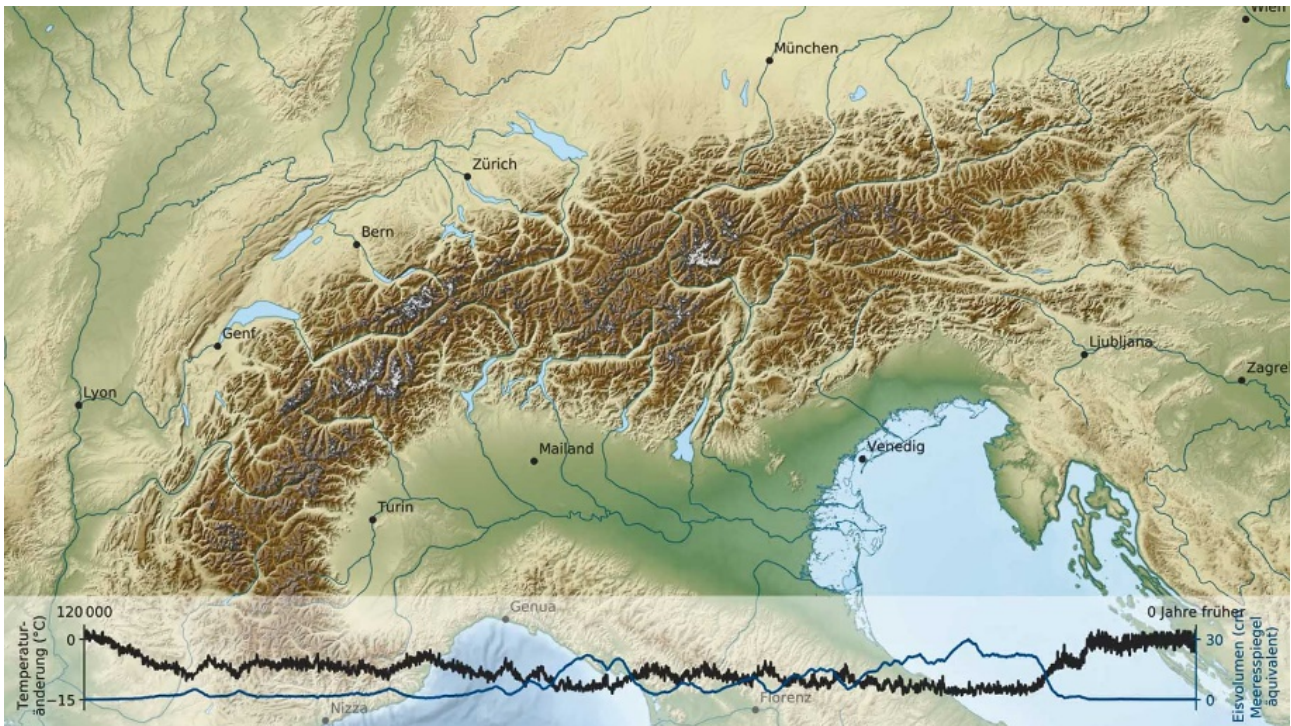 Wien
München
Zürich
Bern
Genf
Ljubljana
Zagre
Lyon
Mailand
Venedig
Turin
Genua
Florenz
Nizza
120 000
0 Jahre früher
Temperatur-
änderung (°C)
0
−15
30
0
Eisvolumen (cm
Meeresspiegel
äquivalent)